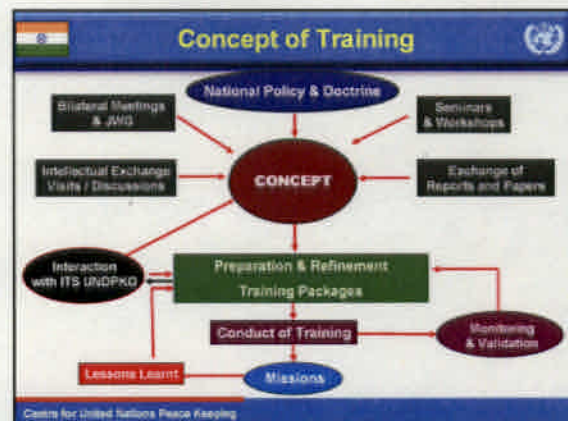 Concept of Training
National Policy & Doctrine
Bilateral Meetings
& JWG
Seminars
& Workshops
Intellectual Exchange
Visits / Discussions
CONCEPT
Exchange of
Reports and Papers
Interaction
with ITS UNDPKO
Preparation & Refinement
Training Packages
Conduct of Training
Monitoring
& Validation
Lessons Learnt
Missions
Centre for United Nations Peace Keeping